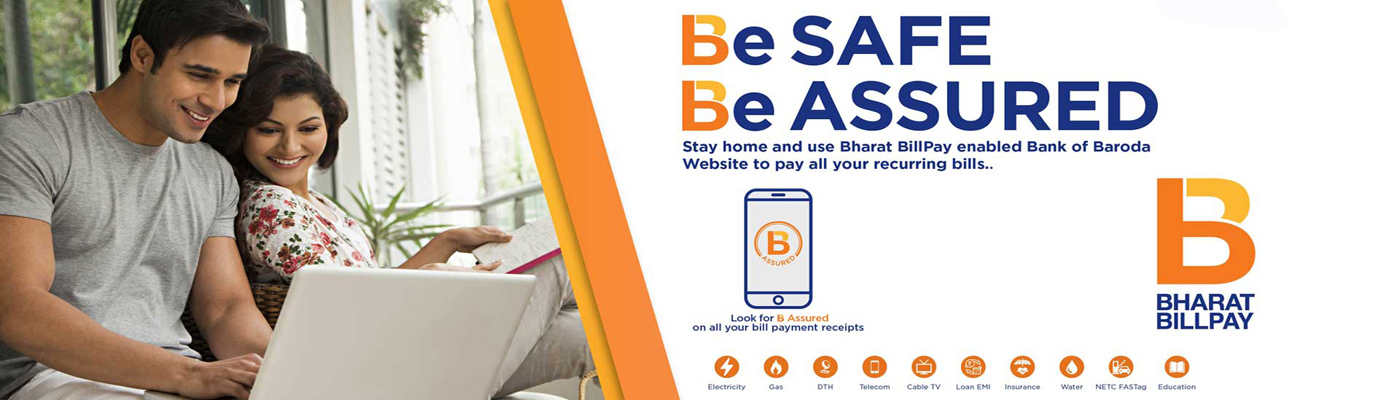 Be SAFE
Be ASSURED
Stay home and use Bharat BillPay enabled Bank of Baroda
Website to pay all your recurring bills..
B
ASSURED
Look for B Assured
on all your bill payment receipts
B
BHARAT
BILLPAY
Electricity Gas DTH Telecom Cable TV Loan EMI Insurance Water NETC FASTag Education